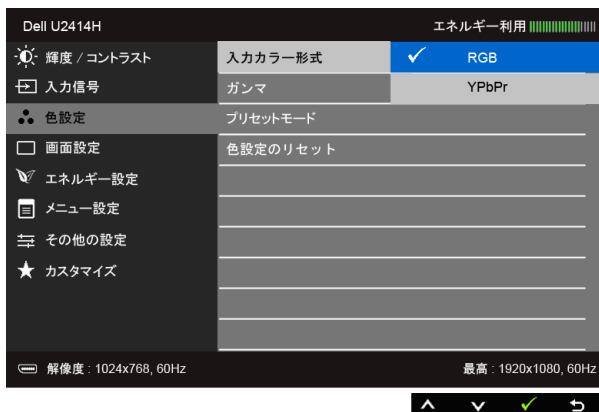 Dell U2414H
エネルギー利用
輝度 / コントラスト
入力カラー形式
RGB
入力信号
ガンマ
YPbPr
色設定
プリセットモード
画面設定
色設定のリセット
エネルギー設定
メニュー設定
その他の設定
カスタマイズ
解像度 : 1024x768, 60Hz
最高 : 1920x1080, 60Hz